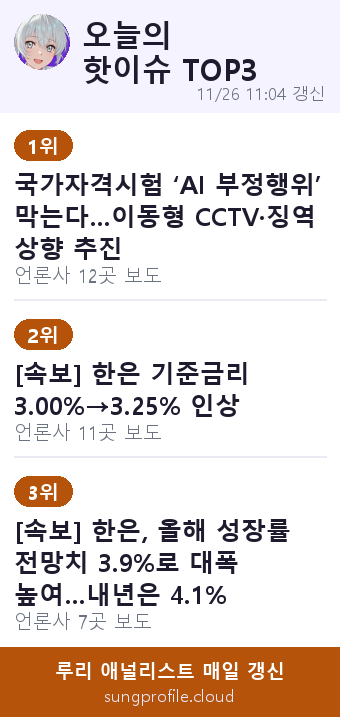 오늘의
핫이슈 TOP3
11/26 11:04 갱신
1위
국가자격시험 ‘AI 부정행위’
막는다…이동형 CCTV·징역
상향 추진
언론사 12곳 보도
2위
[속보] 한은 기준금리
3.00%→3.25% 인상
언론사 11곳 보도
3위
[속보] 한은, 올해 성장률
전망치 3.9%로 대폭
높여…내년은 4.1%
언론사 7곳 보도
루리 애널리스트 매일 갱신
sungprofile.cloud